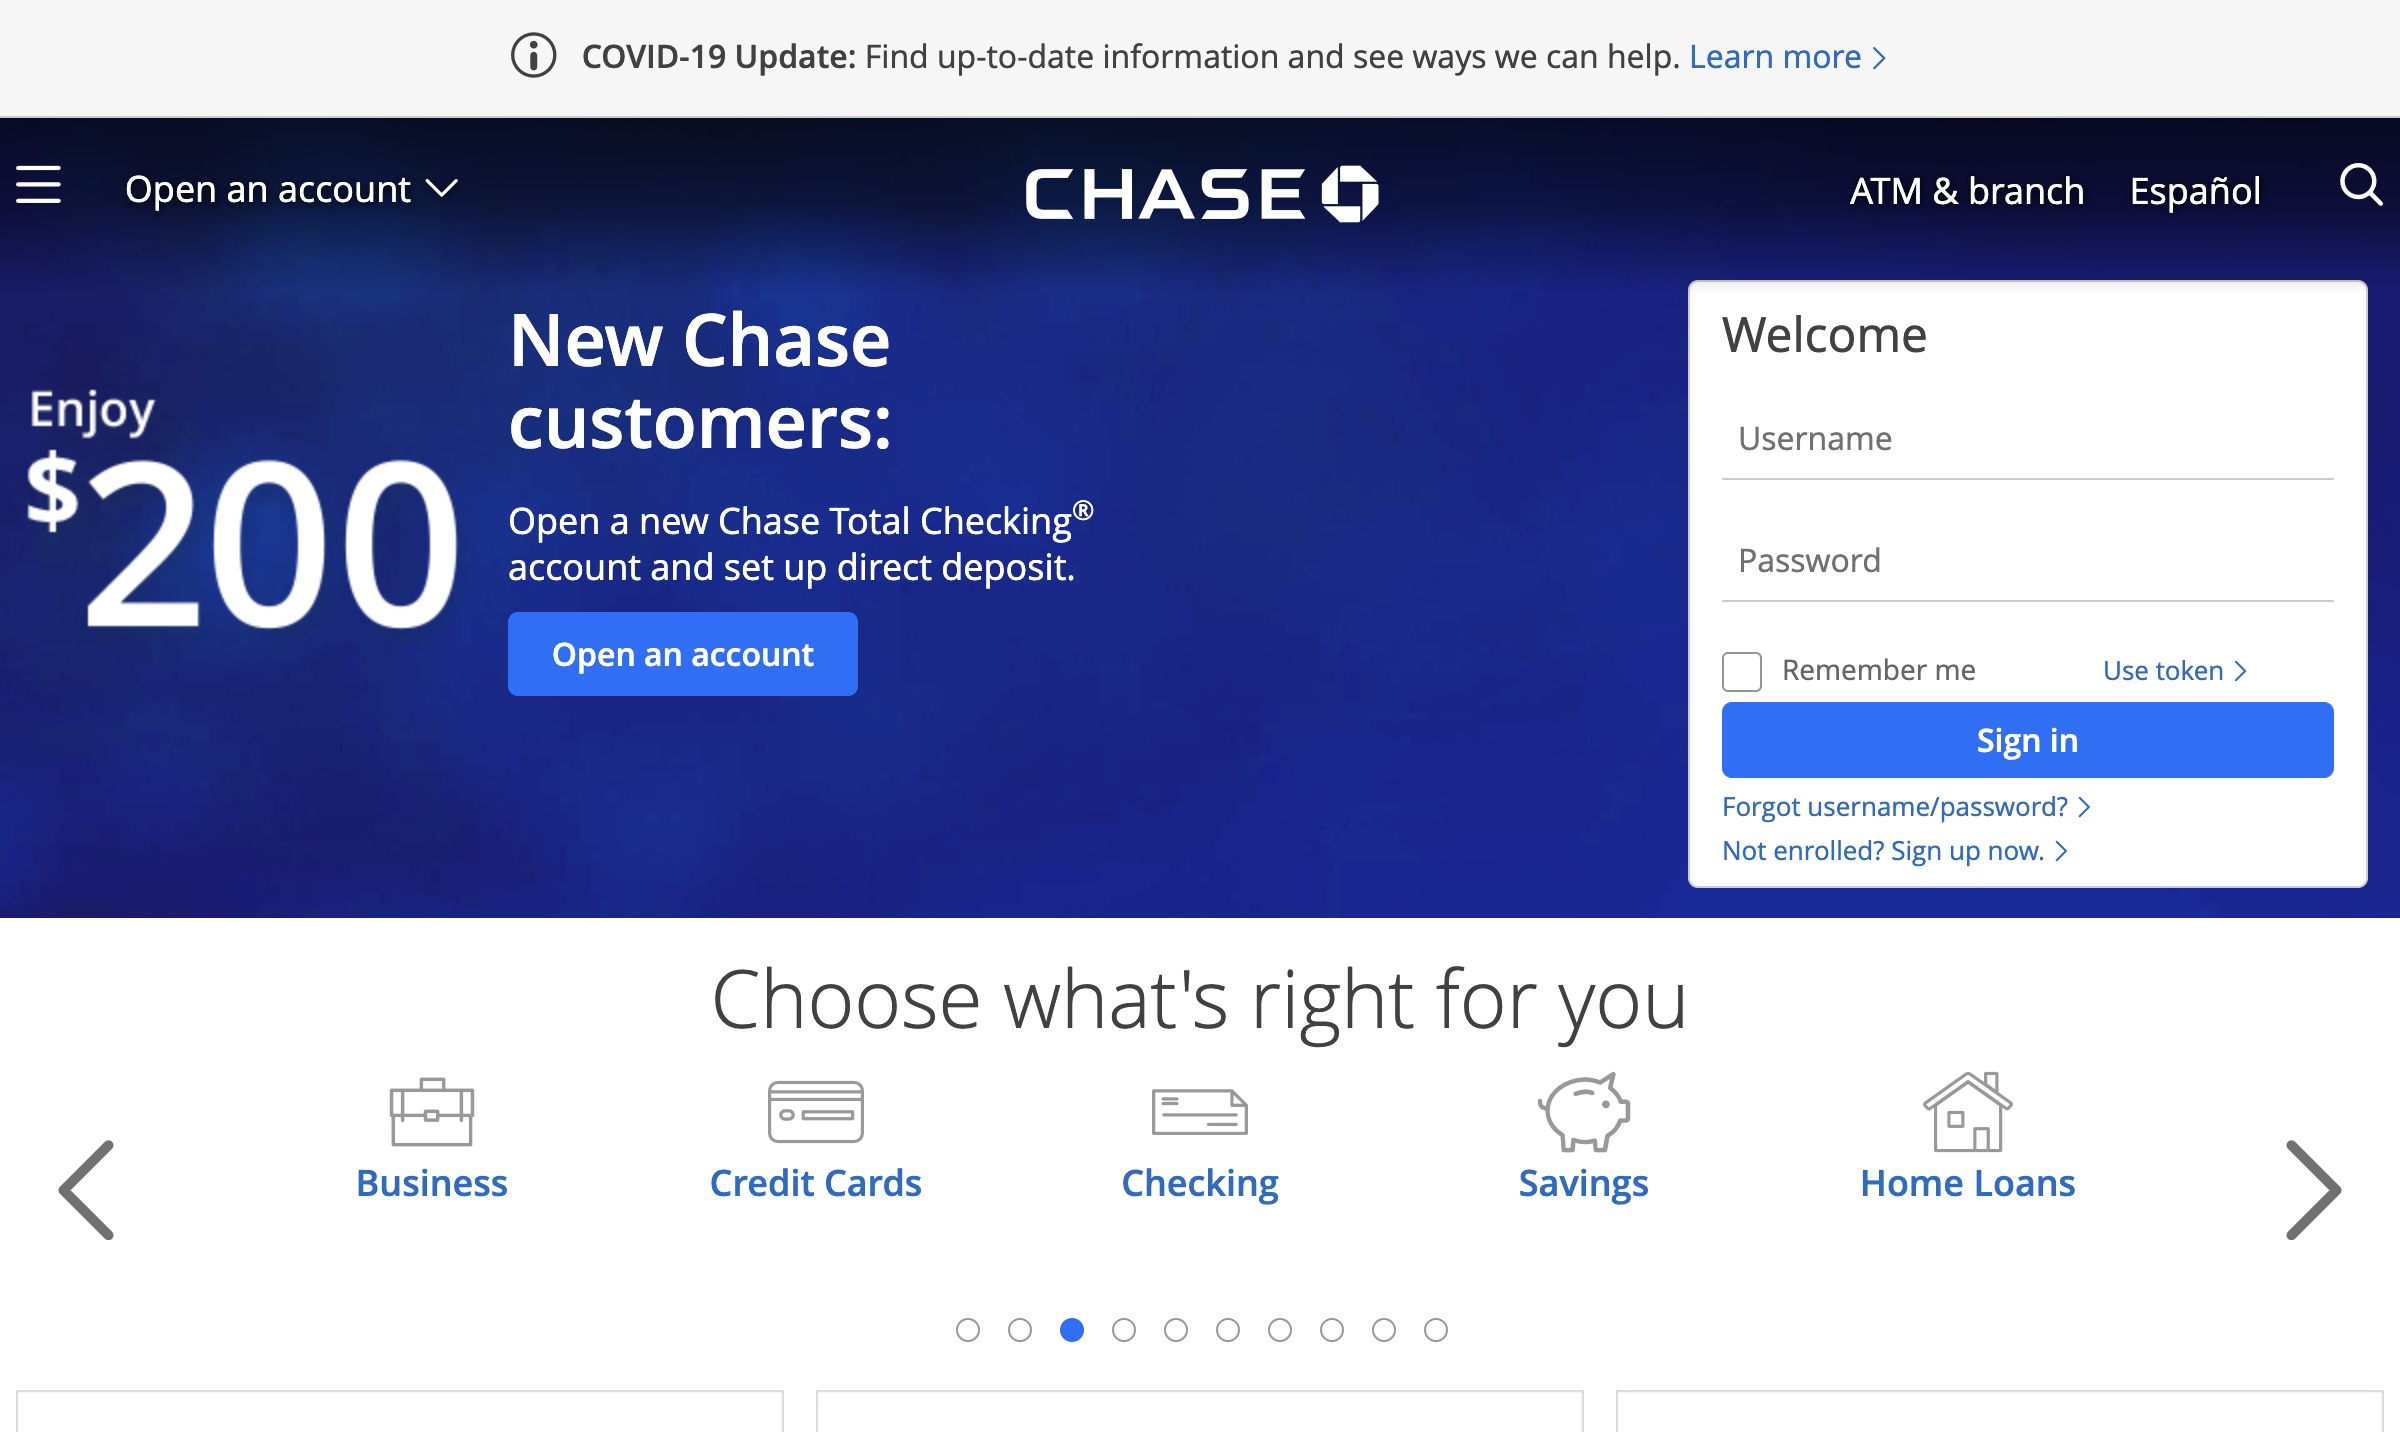 COVID-19 Update: Find up-to-date information and see ways we can help. Learn more
Open an account
CHASE
ATM & branch
Español
Enjoy
$200
New Chase
customers:
Open a new Chase Total Checking®
account and set up direct deposit.
Open an account
Welcome
Username
Password
Remember me
Use token
Sign in
Forgot username/password?
Not enrolled? Sign up now.
Choose what's right for you
Business
Credit Cards
Checking
Savings
Home Loans